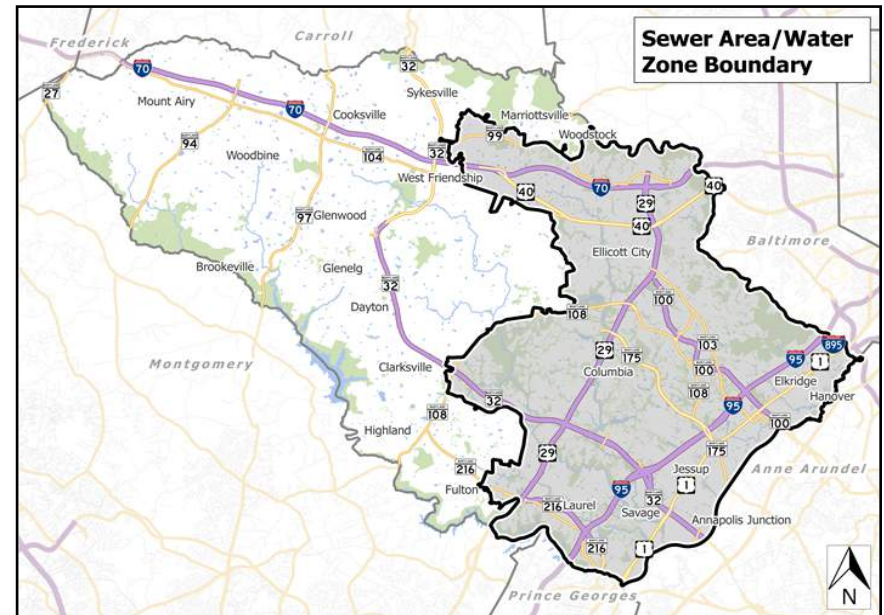 Sewer Area/Water
Zone Boundary
Frederick
Carroll
27
70
32
Sykesville
Mount Airy
Cooksville
70
Marriottsville
99
Woodstock
94
Woodbine
104
32
West Friendship
40
70
29
40
40
97
Glenwood
Ellicott City
Baltimore
Brookeville
Glenelg
32
Dayton
100
108
103
895
Montgomery
29
175
95
1
Clarksville
Columbia
100
Elkridge
108
Hanover
32
95
108
100
Highland
29
175
216
Jessup
Anne Arundel
Fulton
95
1
Laurel
32
216
Savage
Annapolis Junction
216
1
Prince Georges
N